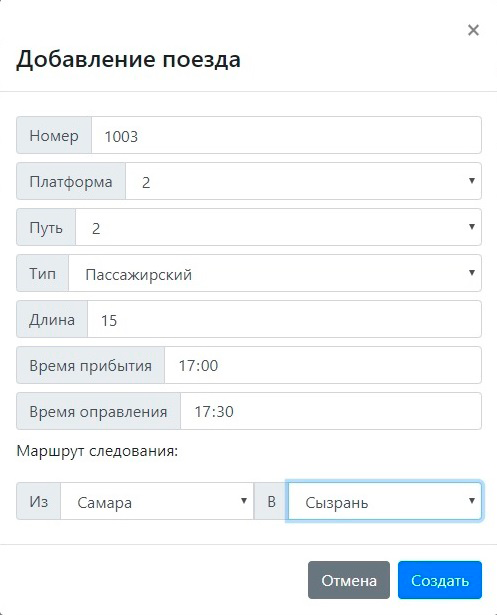 ×
Добавление поезда
Номер 1003
Платформа 2
Путь 2
Тип Пассажирский
Длина 15
Время прибытия 17:00
Время оправления 17:30
Маршрут следования:
Из Самара В Сызрань
Отмена Создать